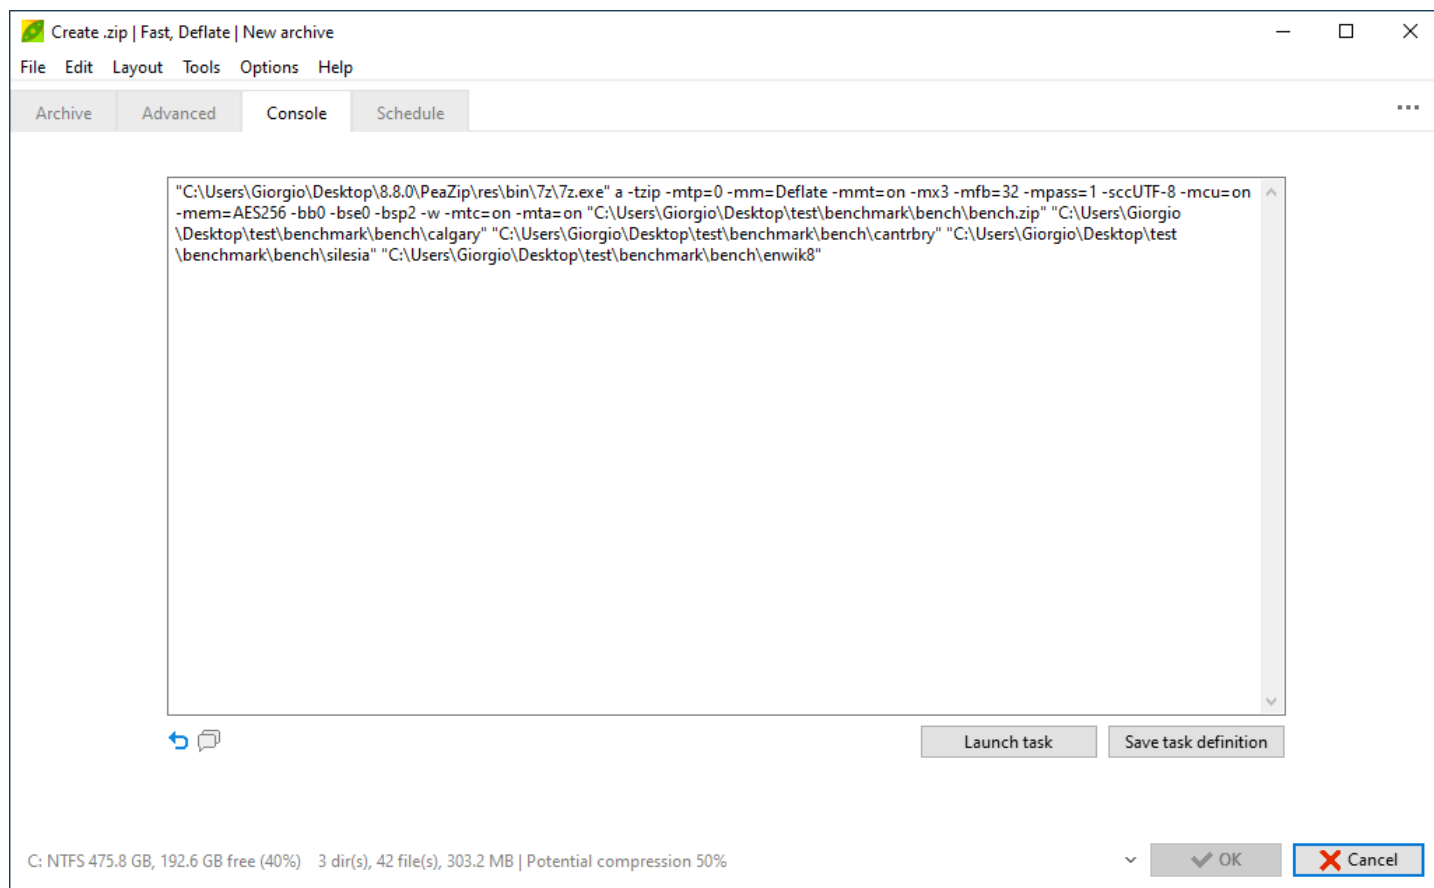 Create .zip | Fast, Deflate | New archive
File Edit Layout Tools Options Help
Archive Advanced Console Schedule
"C:\Users\Giorgio\Desktop\8.8.0\PeaZip\res\bin\7z\7z.exe" a -tzip -mtp=0 -mm=Deflate -mmt=on -mx3 -mfb=32 -mpass=1 -sccUTF-8 -mcu=on
-mem=AES256 -bb0 -bse0 -bsp2 -w -mtc=on -mta=on "C:\Users\Giorgio\Desktop\test\benchmark\bench\bench.zip" "C:\Users\Giorgio
\Desktop\test\benchmark\bench\calgary" "C:\Users\Giorgio\Desktop\test\benchmark\bench\cantrbry" "C:\Users\Giorgio\Desktop\test
\benchmark\bench\silesia" "C:\Users\Giorgio\Desktop\test\benchmark\bench\enwik8"
Launch task Save task definition
C: NTFS 475.8 GB, 192.6 GB free (40%) 3 dir(s), 42 file(s), 303.2 MB | Potential compression 50% OK Cancel